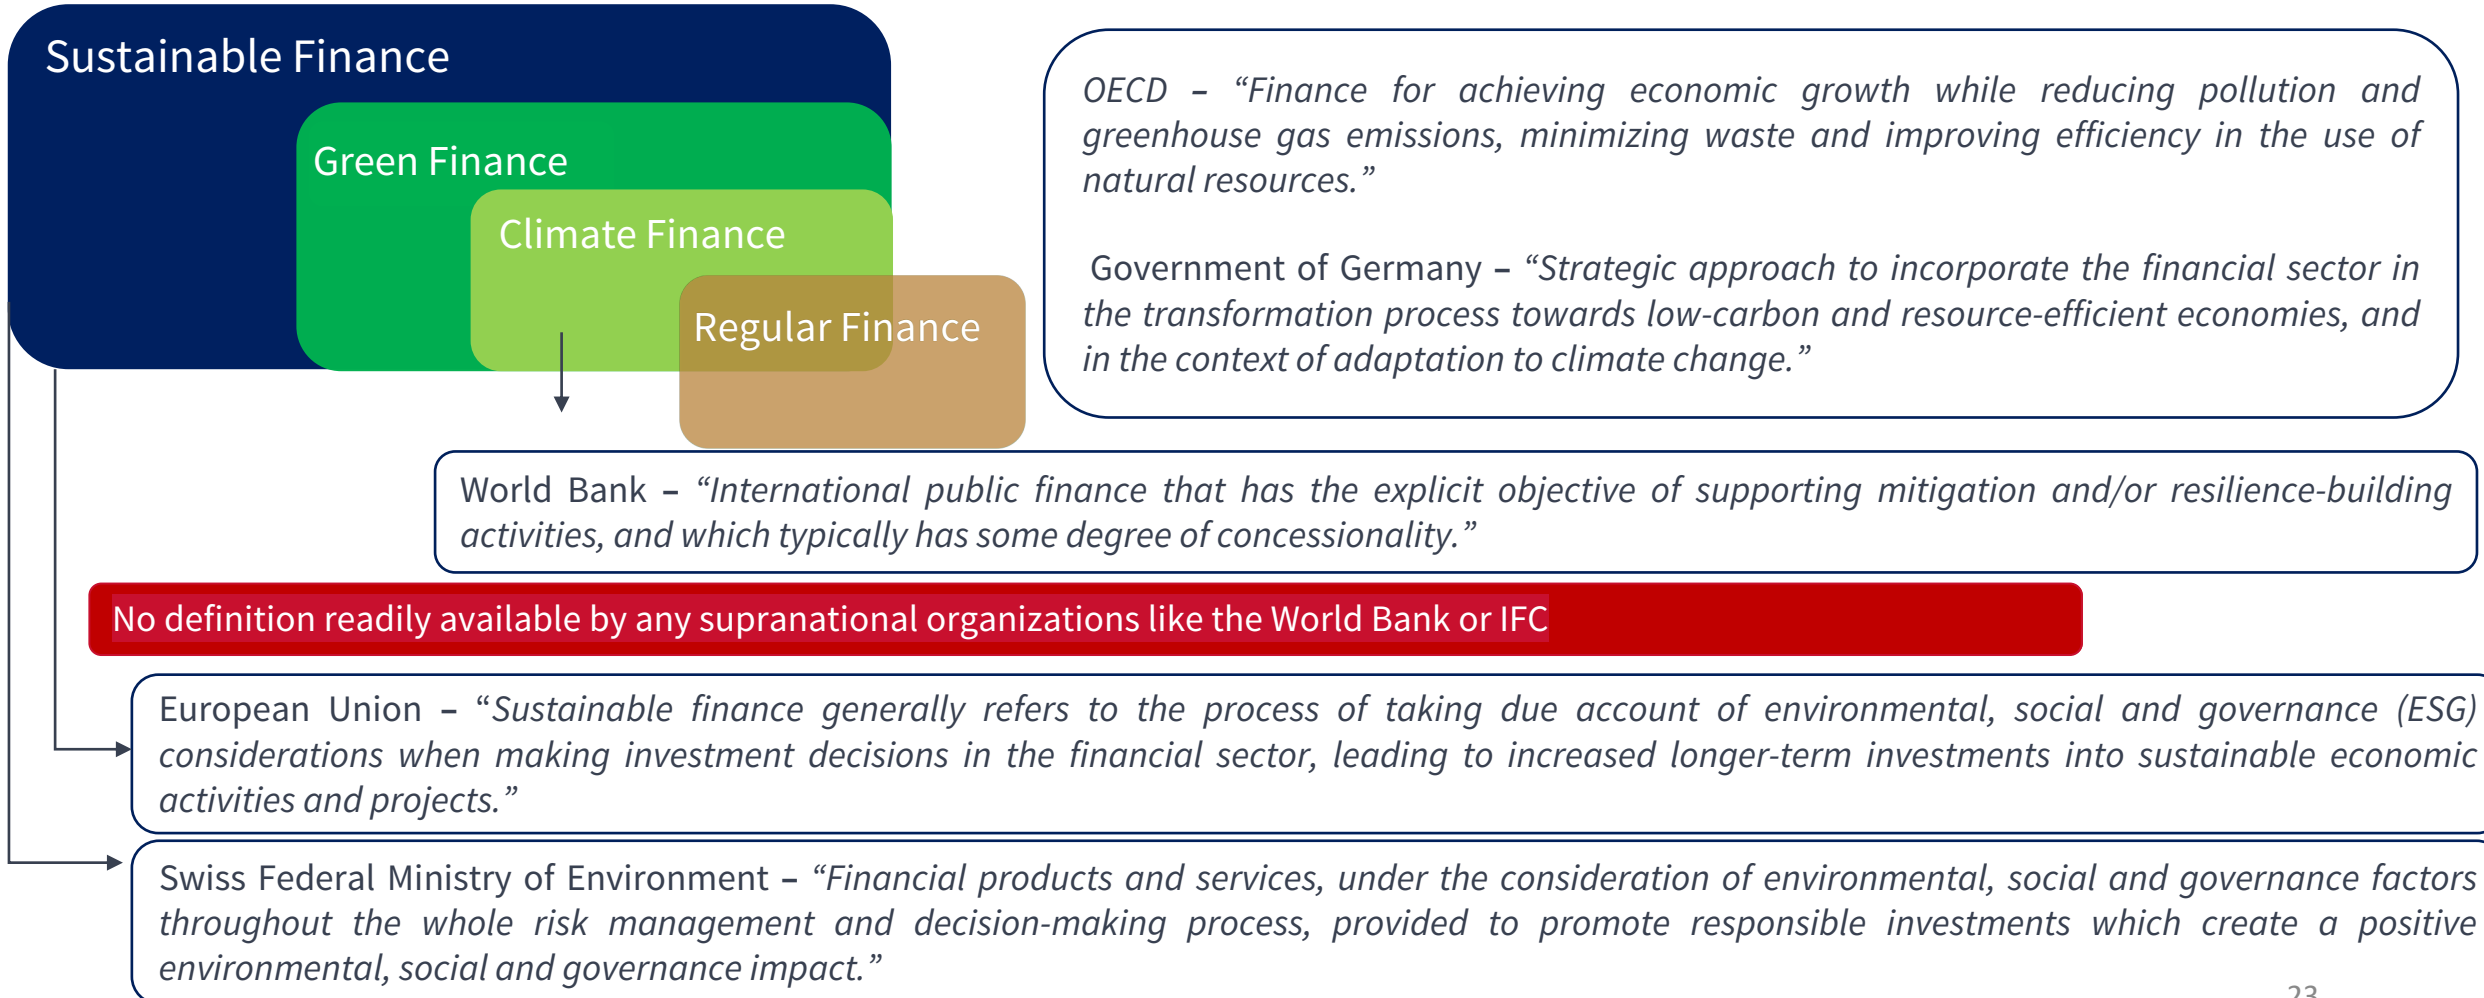 Sustainable Finance
Green Finance
Climate Finance
Regular Finance
OECD – “Finance for achieving economic growth while reducing pollution and
greenhouse gas emissions, minimizing waste and improving efficiency in the use of
natural resources.”
Government of Germany – “Strategic approach to incorporate the financial sector in
the transformation process towards low-carbon and resource-efficient economies, and
in the context of adaptation to climate change.”
World Bank – “International public finance that has the explicit objective of supporting mitigation and/or resilience-building
activities, and which typically has some degree of concessionality.”
No definition readily available by any supranational organizations like the World Bank or IFC
European Union – “Sustainable finance generally refers to the process of taking due account of environmental, social and governance (ESG)
considerations when making investment decisions in the financial sector, leading to increased longer-term investments into sustainable economic
activities and projects.”
Swiss Federal Ministry of Environment – “Financial products and services, under the consideration of environmental, social and governance factors
throughout the whole risk management and decision-making process, provided to promote responsible investments which create a positive
environmental, social and governance impact.”
23